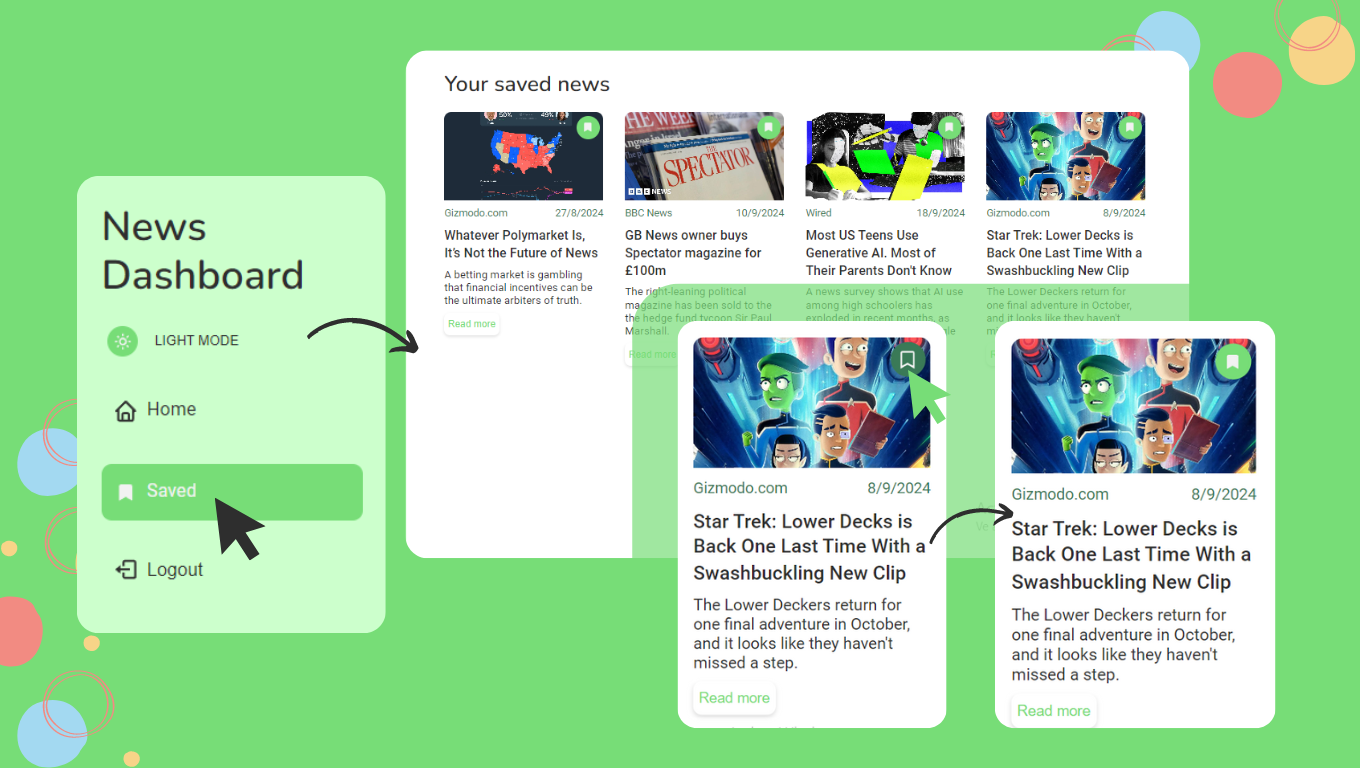 News
Dashboard
LIGHT MODE
Home
Saved
Logout
Your saved news
50%
49%
Gizmodo.com 27/8/2024
Whatever Polymarket Is,
It's Not the Future of News
A betting market is gambling
that financial incentives can be
the ultimate arbiters of truth.
Read more
THE WEEK
THE
SPECTATOR
BBC NEWS
BBC News 10/9/2024
GB News owner buys
Spectator magazine for
£100m
The right-leaning political
magazine has been sold to the
the hedge fund tycoon Sir Paul
Marshall.
Read more
Wired 18/9/2024
Most US Teens Use
Generative AI. Most of
Their Parents Don't Know
A news survey shows that AI use
among high schoolers has
exploded in recent months, as
Gizmodo.com 8/9/2024
Star Trek: Lower Decks is
Back One Last Time With a
Swashbuckling New Clip
The Lower Deckers return for
one final adventure in October,
and it looks like they haven't
Gizmodo.com 8/9/2024
Star Trek: Lower Decks is
Back One Last Time With a
Swashbuckling New Clip
The Lower Deckers return for
one final adventure in October,
and it looks like they haven't
missed a step.
Read more
Gizmodo.com 8/9/2024
Star Trek: Lower Decks is
Back One Last Time With a
Swashbuckling New Clip
The Lower Deckers return for
one final adventure in October,
and it looks like they haven't
missed a step.
Read more